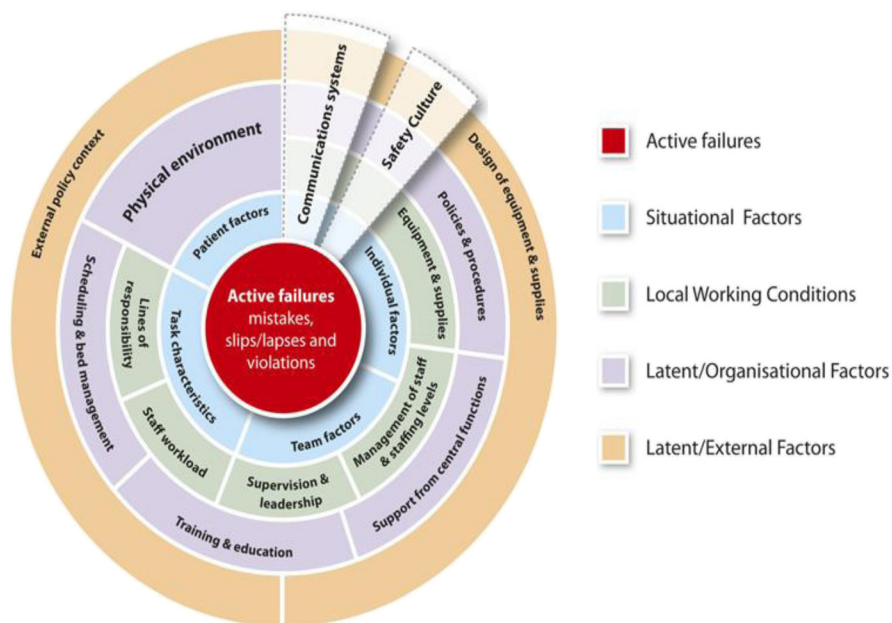 Communications systems
Safety Culture
External policy context
Physical environment
Patient factors
Design of equipment & supplies
Policies & procedures
Equipment & supplies
Individual factors
Active failures
mistakes,
slips/lapses and
violations
Scheduling & bed management
Lines of
responsibility
Task characteristics
Staff workload
Team factors
Management of staff
& staffing levels
Supervision &
leadership
Support from central functions
Training & education
Active failures
Situational Factors
Local Working Conditions
Latent/Organisational Factors
Latent/External Factors